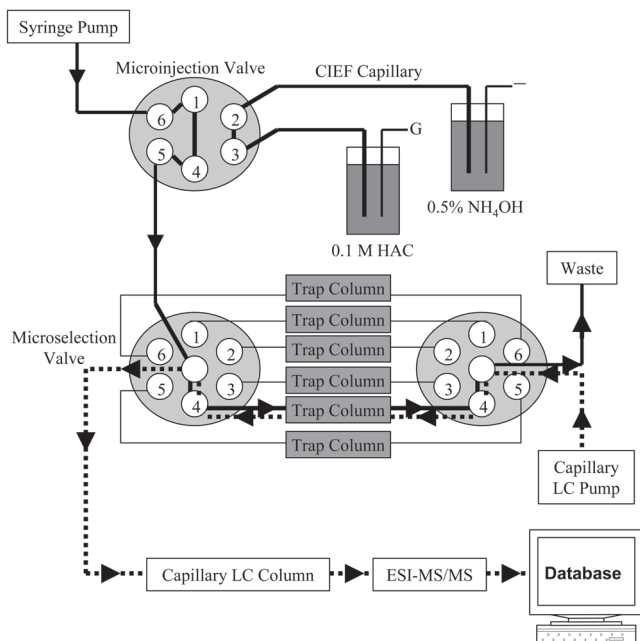 Syringe Pump
Microinjection Valve
CIEF Capillary
1
6
2
5
3
4
–
G
0.5% NH₄OH
0.1 M HAC
Waste
Trap Column
Trap Column
Trap Column
Trap Column
Trap Column
Trap Column
Microselection
Valve
1
6
2
5
3
4
1
2
6
3
5
4
Capillary
LC Pump
Capillary LC Column
ESI-MS/MS
Database